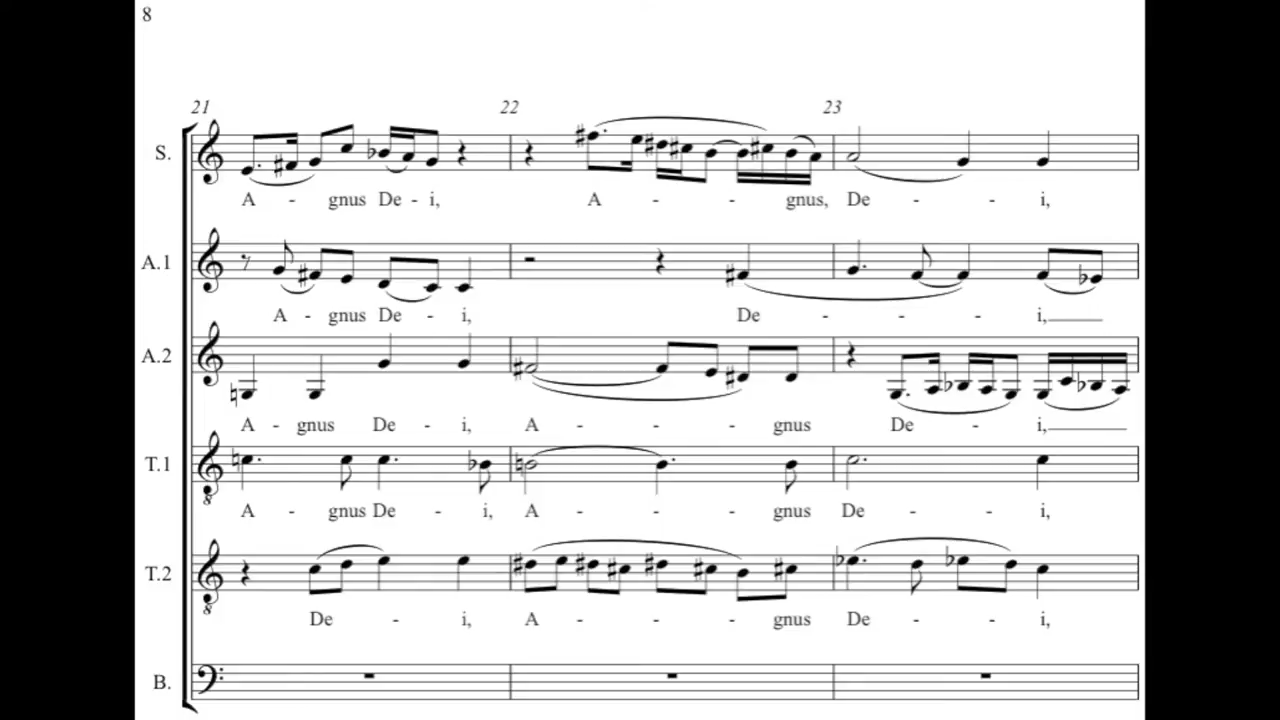 8
21 22 23
S.
A - gnus De - i, A - - gnus, De - - i,
A.1
A - gnus De - i, De - - - i,
A.2
A - gnus De - i, A - - - gnus De - i,
T.1
A - gnus De - i, A - - - gnus De - - i,
T.2
De - i, A - - - gnus De - - i,
B.